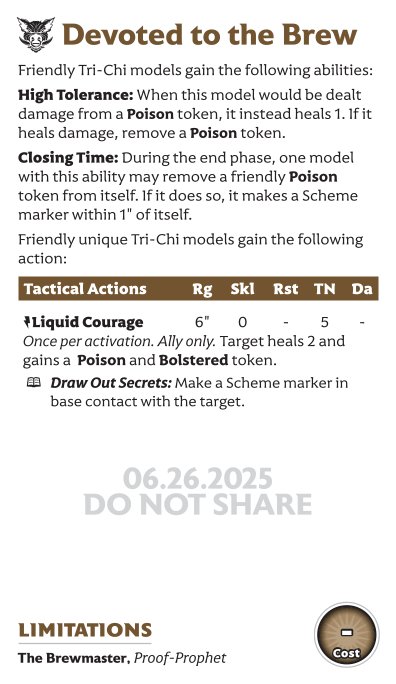 Devoted to the Brew
Friendly Tri-Chi models gain the following abilities:
High Tolerance: When this model would be dealt
damage from a Poison token, it instead heals 1. If it
heals damage, remove a Poison token.
Closing Time: During the end phase, one model
with this ability may remove a friendly Poison
token from itself. If it does so, it makes a Scheme
marker within 1" of itself.
Friendly unique Tri-Chi models gain the following
action:
Tactical Actions Rg Skl Rst TN Da
Liquid Courage 6" 0 - 5 -
Once per activation. Ally only. Target heals 2 and
gains a Poison and Bolstered token.
Draw Out Secrets: Make a Scheme marker in
base contact with the target.
06.26.2025
DO NOT SHARE
LIMITATIONS
The Brewmaster, Proof-Prophet
-
Cost